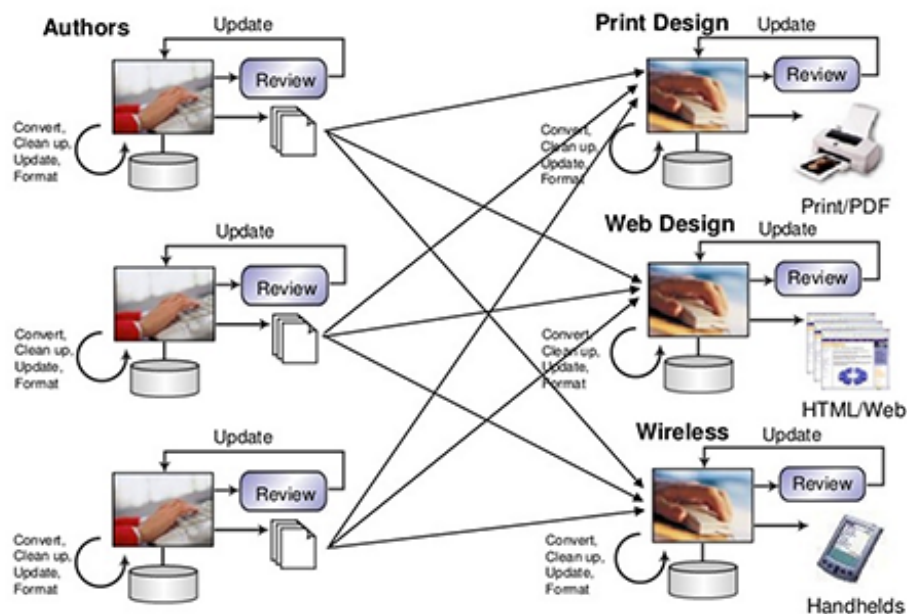 Authors
Update
Review
Convert,
Clean up,
Update,
Format
Print Design
Update
Review
Convert,
Clean up,
Update,
Format
Print/PDF
Update
Review
Convert,
Clean up,
Update,
Format
Web Design
Update
Review
Convert,
Clean up,
Update,
Format
HTML/Web
Update
Review
Convert,
Clean up,
Update,
Format
Wireless
Update
Review
Convert,
Clean up,
Update,
Format
Handhelds